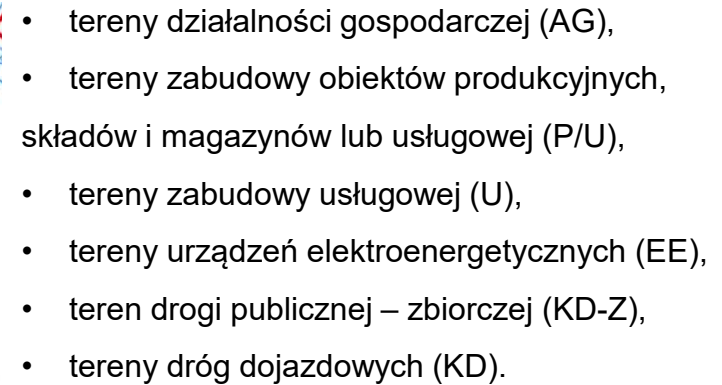 • tereny działalności gospodarczej (AG),
• tereny zabudowy obiektów produkcyjnych,
składów i magazynów lub usługowej (P/U),
• tereny zabudowy usługowej (U),
• tereny urządzeń elektroenergetycznych (EE),
• teren drogi publicznej – zbiorczej (KD-Z),
• tereny dróg dojazdowych (KD).